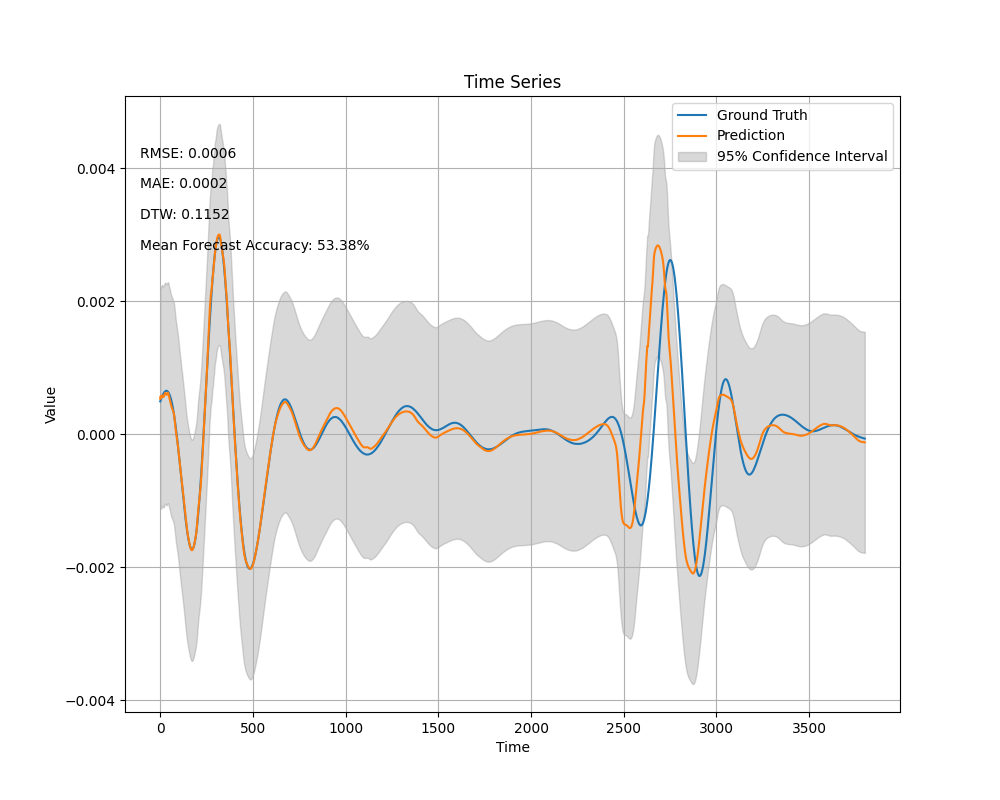 Time Series
Ground Truth
Prediction
95% Confidence Interval
RMSE: 0.0006
MAE: 0.0002
DTW: 0.1152
Mean Forecast Accuracy: 53.38%
0.004
0.002
0.000
−0.002
−0.004
Value
0 500 1000 1500 2000 2500 3000 3500
Time